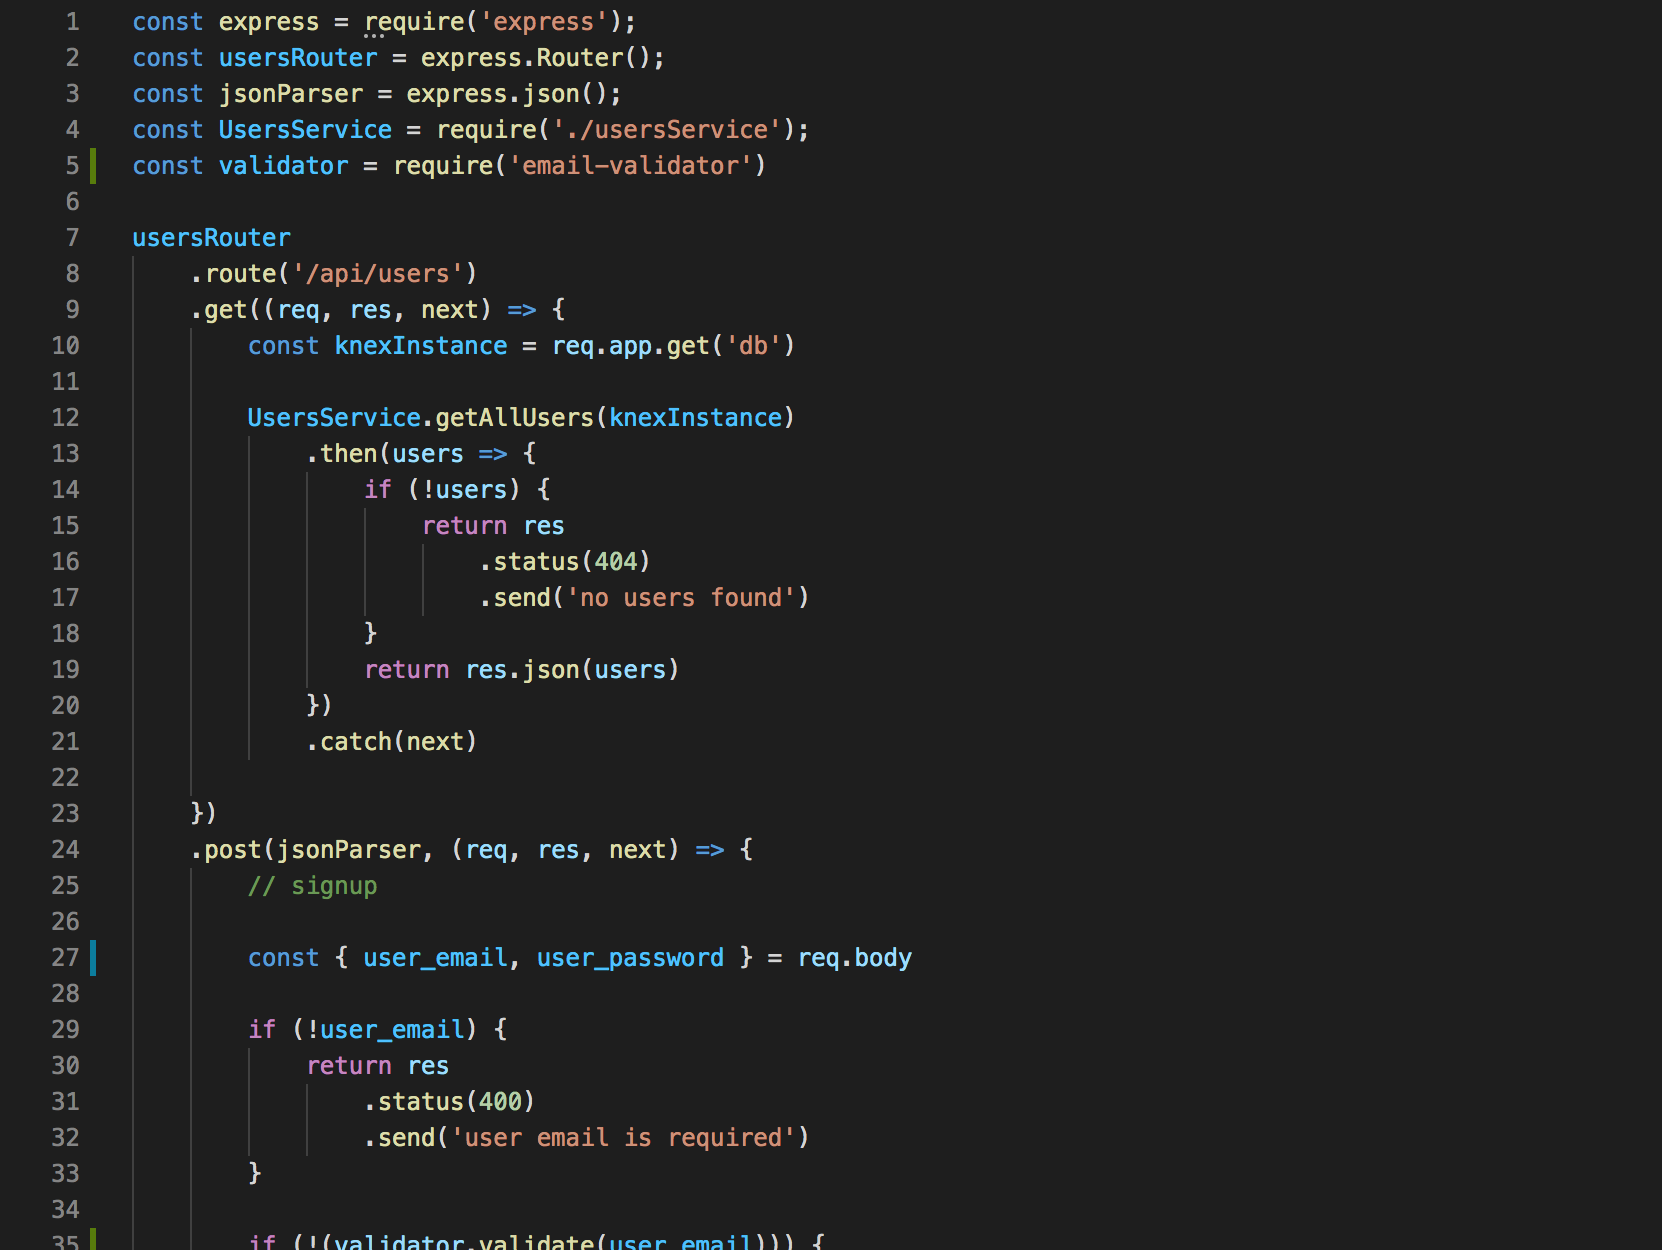 1 const express = require('express');
2 const usersRouter = express.Router();
3 const jsonParser = express.json();
4 const UsersService = require('./usersService');
5 const validator = require('email-validator')
6
7 usersRouter
8     .route('/api/users')
9     .get((req, res, next) => {
10         const knexInstance = req.app.get('db')
11
12         UsersService.getAllUsers(knexInstance)
13             .then(users => {
14                 if (!users) {
15                     return res
16                         .status(404)
17                         .send('no users found')
18                 }
19                 return res.json(users)
20             })
21             .catch(next)
22
23     })
24     .post(jsonParser, (req, res, next) => {
25         // signup
26
27         const { user_email, user_password } = req.body
28
29         if (!user_email) {
30             return res
31                 .status(400)
32                 .send('user email is required')
33         }
34
35         if (!(validator.validate(user_email))) {